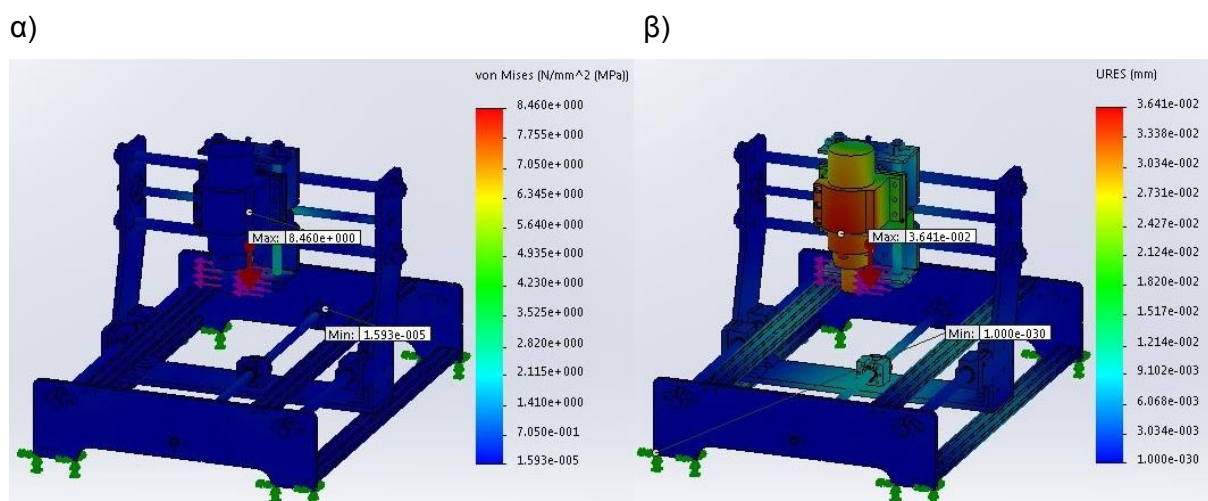 α)
β)
von Mises (N/mm^2 (MPa))
8.460e+000
7.755e+000
7.050e+000
6.345e+000
5.640e+000
4.935e+000
4.230e+000
3.525e+000
2.820e+000
2.115e+000
1.410e+000
7.050e-001
1.593e-005
Max: 8.460e+000
Min: 1.593e-005
URES (mm)
3.641e-002
3.338e-002
3.034e-002
2.731e-002
2.427e-002
2.124e-002
1.820e-002
1.517e-002
1.214e-002
9.102e-003
6.068e-003
3.034e-003
1.000e-030
Max: 3.641e-002
Min: 1.000e-030